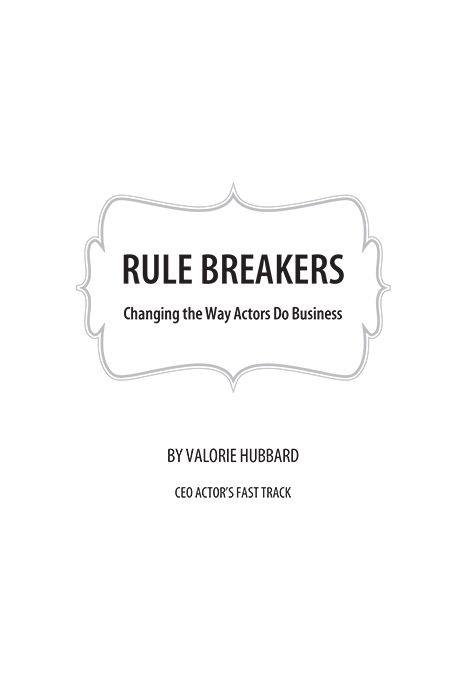 RULE BREAKERS
Changing the Way Actors Do Business
BY VALORIE HUBBARD
CEO ACTOR'S FAST TRACK